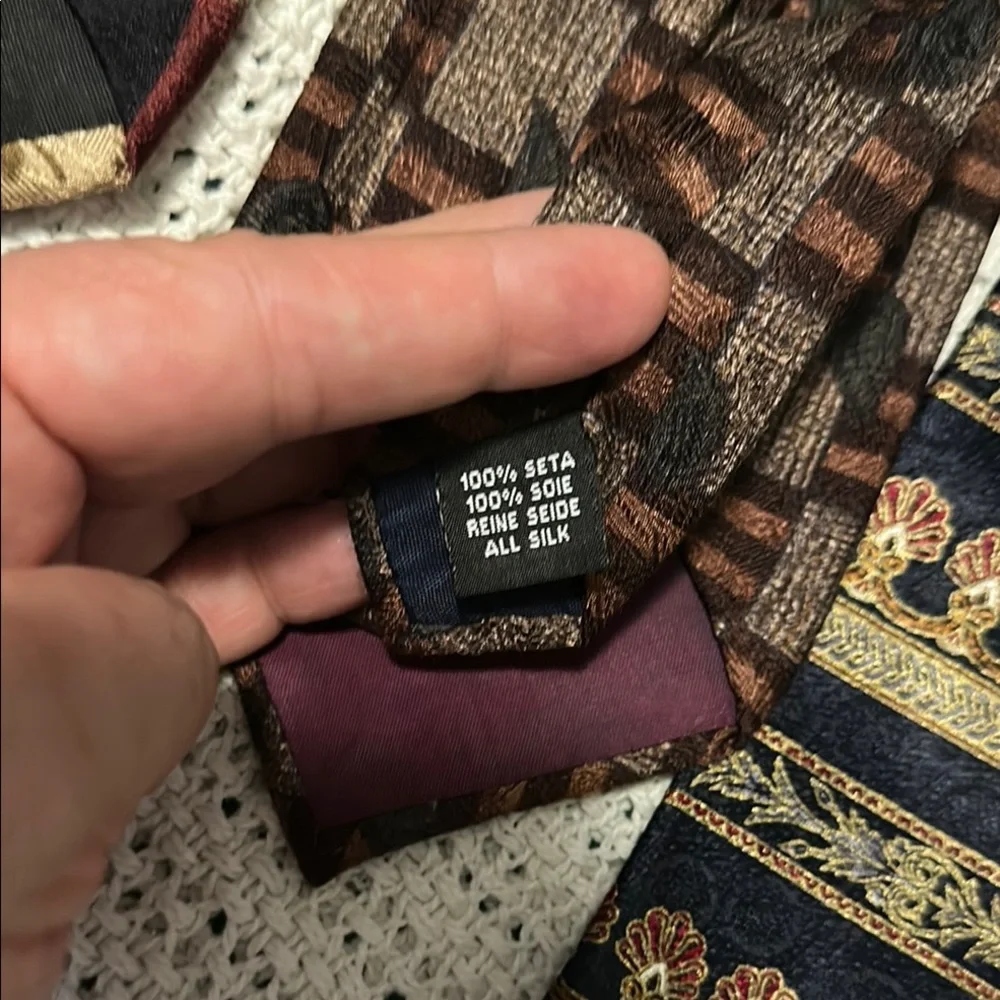 100% SETA
100% SOIE
REINE SEIDE
ALL SILK